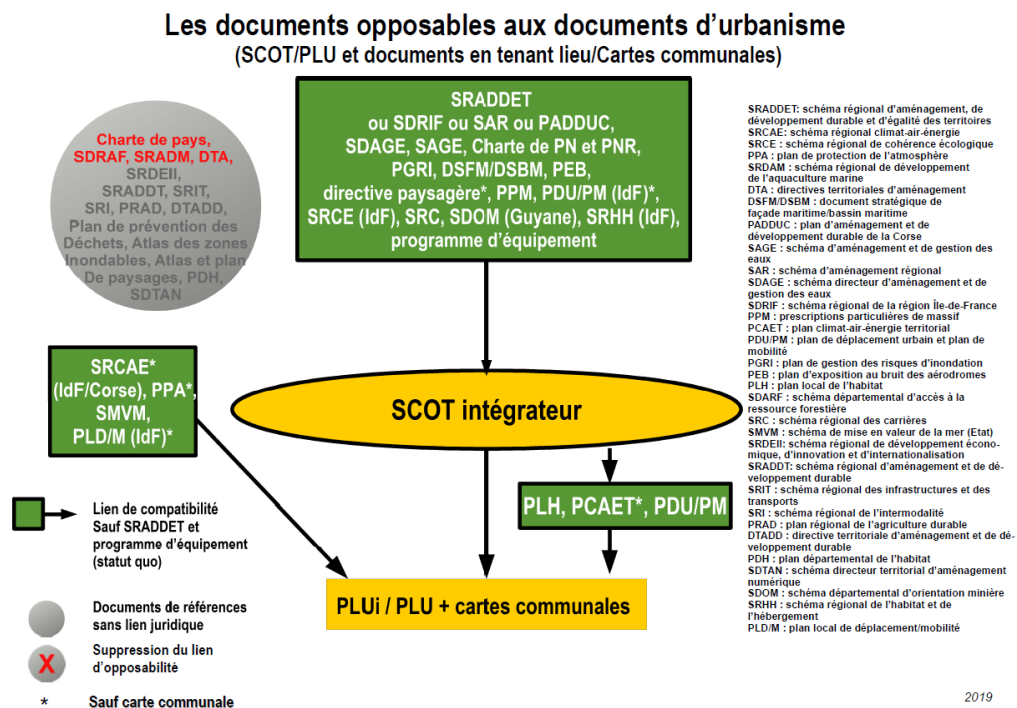 Les documents opposables aux documents d’urbanisme
(SCOT/PLU et documents en tenant lieu/Cartes communales)
Charte de pays,
SDRAF, SRADM, DTA,
SRDEII,
SRADDT, SRIT,
SRI, PRAD, DTADD,
Plan de prévention des
Déchets, Atlas des zones
Inondables, Atlas et plan
De paysages, PDH,
SDTAN
SRADDET
ou SDRIF ou SAR ou PADDUC,
SDAGE, SAGE, Charte de PN et PNR,
PGRI, DSFM/DSBM, PEB,
directive paysagère*, PPM, PDU/PM (IdF)*,
SRCE (IdF), SRC, SDOM (Guyane), SRHH (IdF),
programme d’équipement
SRCAE*
(IdF/Corse), PPA*,
SMVM,
PLD/M (IdF)*
SCOT intégrateur
PLH, PCAET*, PDU/PM
PLUi / PLU + cartes communales
Lien de compatibilité
Sauf SRADDET et
programme d’équipement
(statut quo)
Documents de références
sans lien juridique
X
Suppression du lien
d’opposabilité
*
Sauf carte communale
SRADDET: schéma régional d’aménagement, de
développement durable et d’égalité des territoires
SRCAE: schéma régional climat-air-énergie
SRCE : schéma régional de cohérence écologique
PPA : plan de protection de l’atmosphère
SRDAM : schéma régional de développement
de l’aquaculture marine
DTA : directives territoriales d’aménagement
DSFM/DSBM : document stratégique de
façade maritime/bassin maritime
PADDUC : plan d’aménagement et de
développement durable de la Corse
SAGE : schéma d’aménagement et de gestion des
eaux
SAR : schéma d’aménagement régional
SDAGE : schéma directeur d’aménagement et de
gestion des eaux
SDRIF : schéma régional de la région Île-de-France
PPM : prescriptions particulières de massif
PCAET : plan climat-air-énergie territorial
PDU/PM : plan de déplacement urbain et plan de
mobilité
PGRI : plan de gestion des risques d’inondation
PEB : plan d’exposition au bruit des aérodromes
PLH : plan local de l’habitat
SDARF : schéma départemental d’accès à la
ressource forestière
SRC : schéma régional des carrières
SMVM : schéma de mise en valeur de la mer (Etat)
SRDEII: schéma régional de développement écono-
mique, d’innovation et d’internationalisation
SRADDT: schéma régional d’aménagement et de dé-
veloppement durable
SRIT : schéma régional des infrastructures et des
transports
SRI : schéma régional de l’intermodalité
PRAD : plan régional de l’agriculture durable
DTADD : directive territoriale d’aménagement et de dé-
veloppement durable
PDH : plan départemental de l’habitat
SDTAN : schéma directeur territorial d’aménagement
numérique
SDOM : schéma départemental d’orientation minière
SRHH : schéma régional de l’habitat et de
l’hébergement
PLD/M : plan local de déplacement/mobilité
2019